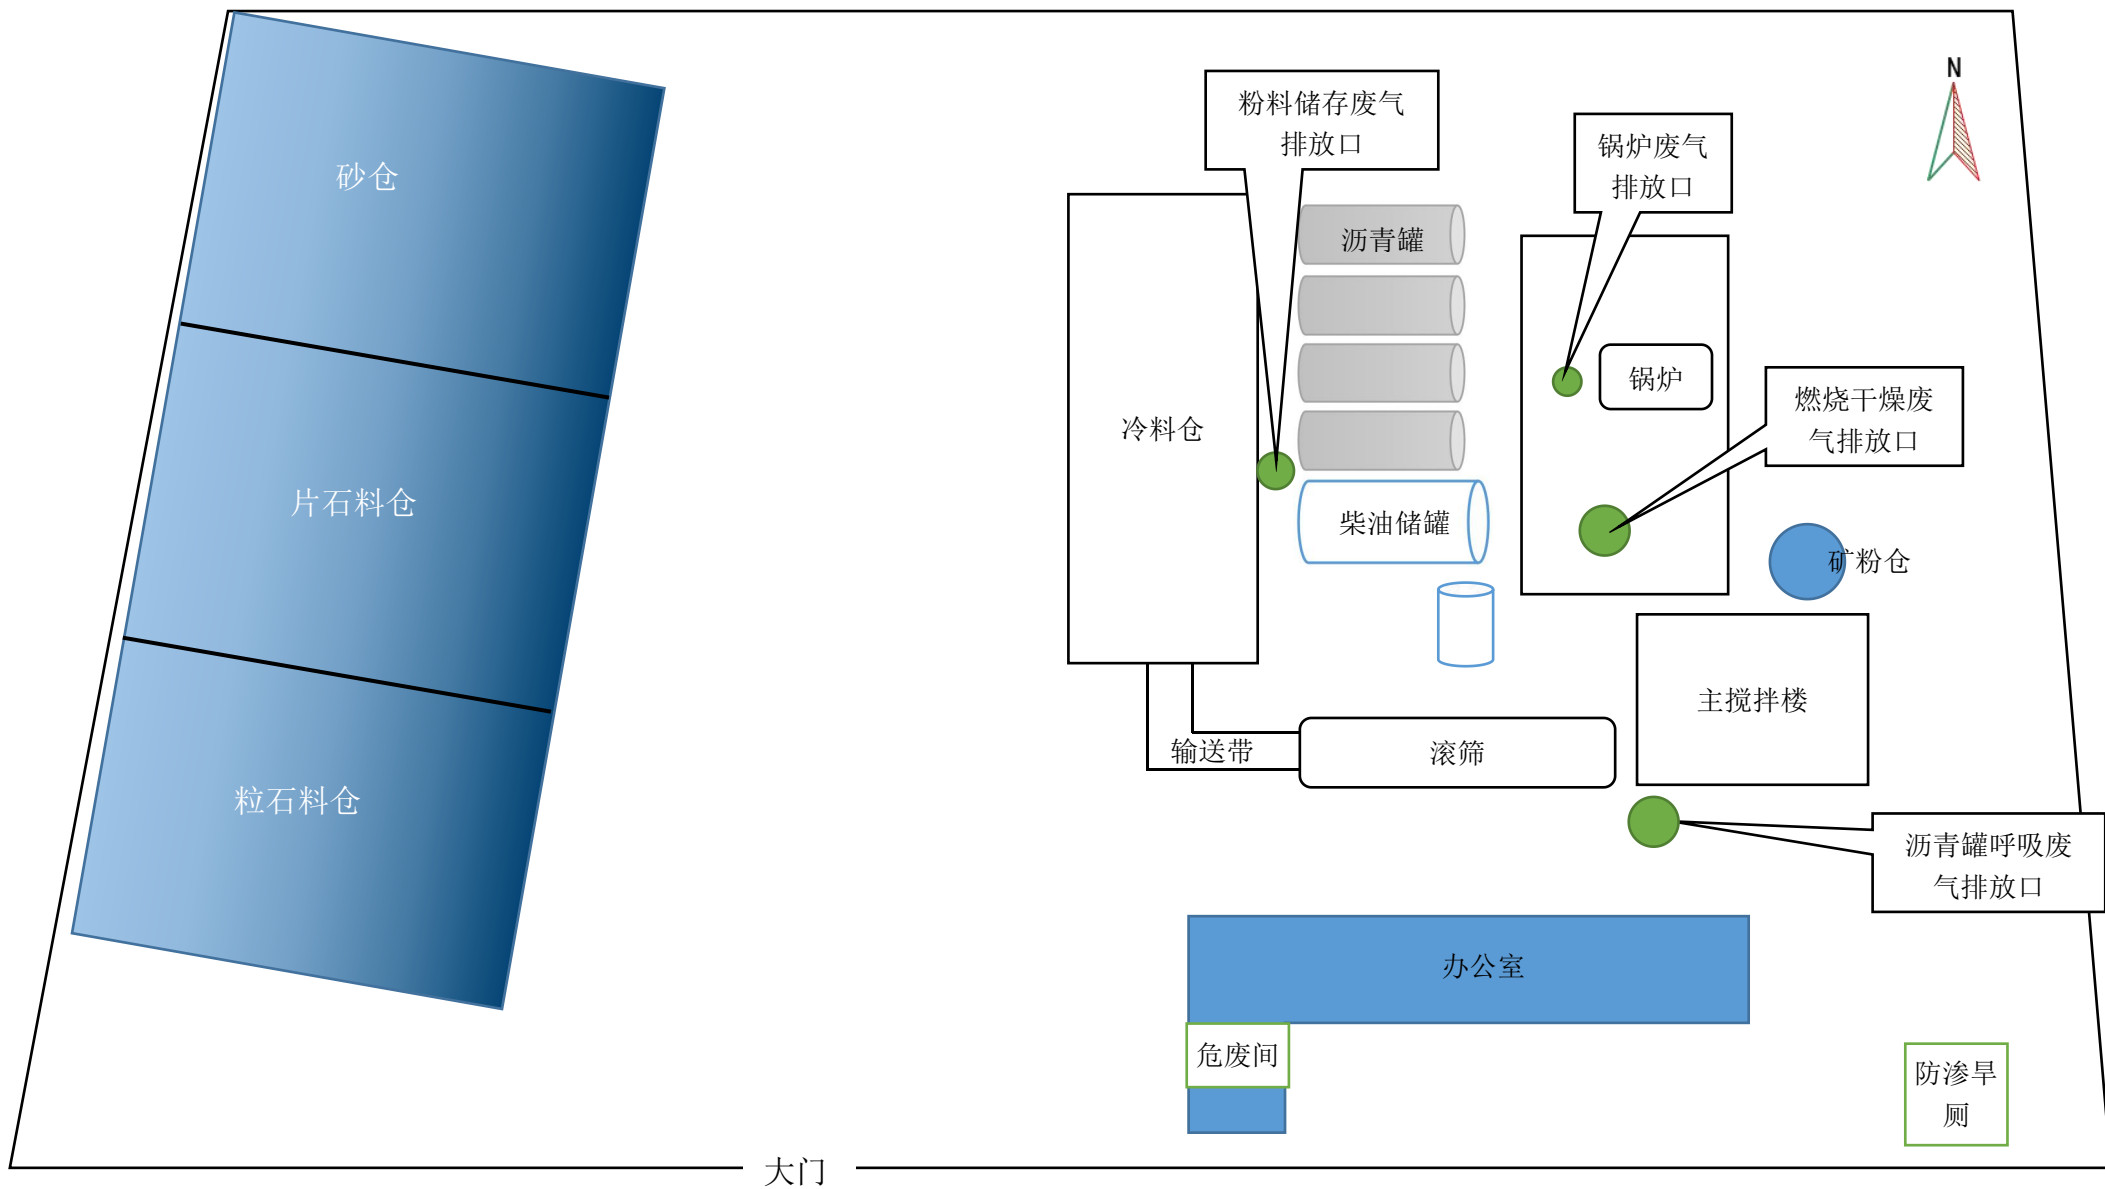 N
粉料储存废气
排放口
锅炉废气
排放口
砂仓
沥青罐
锅炉
燃烧干燥废
气排放口
冷料仓
片石料仓
柴油储罐
矿粉仓
主搅拌楼
输送带
滚筛
粒石料仓
沥青罐呼吸废
气排放口
办公室
危废间
防渗旱
厕
大门